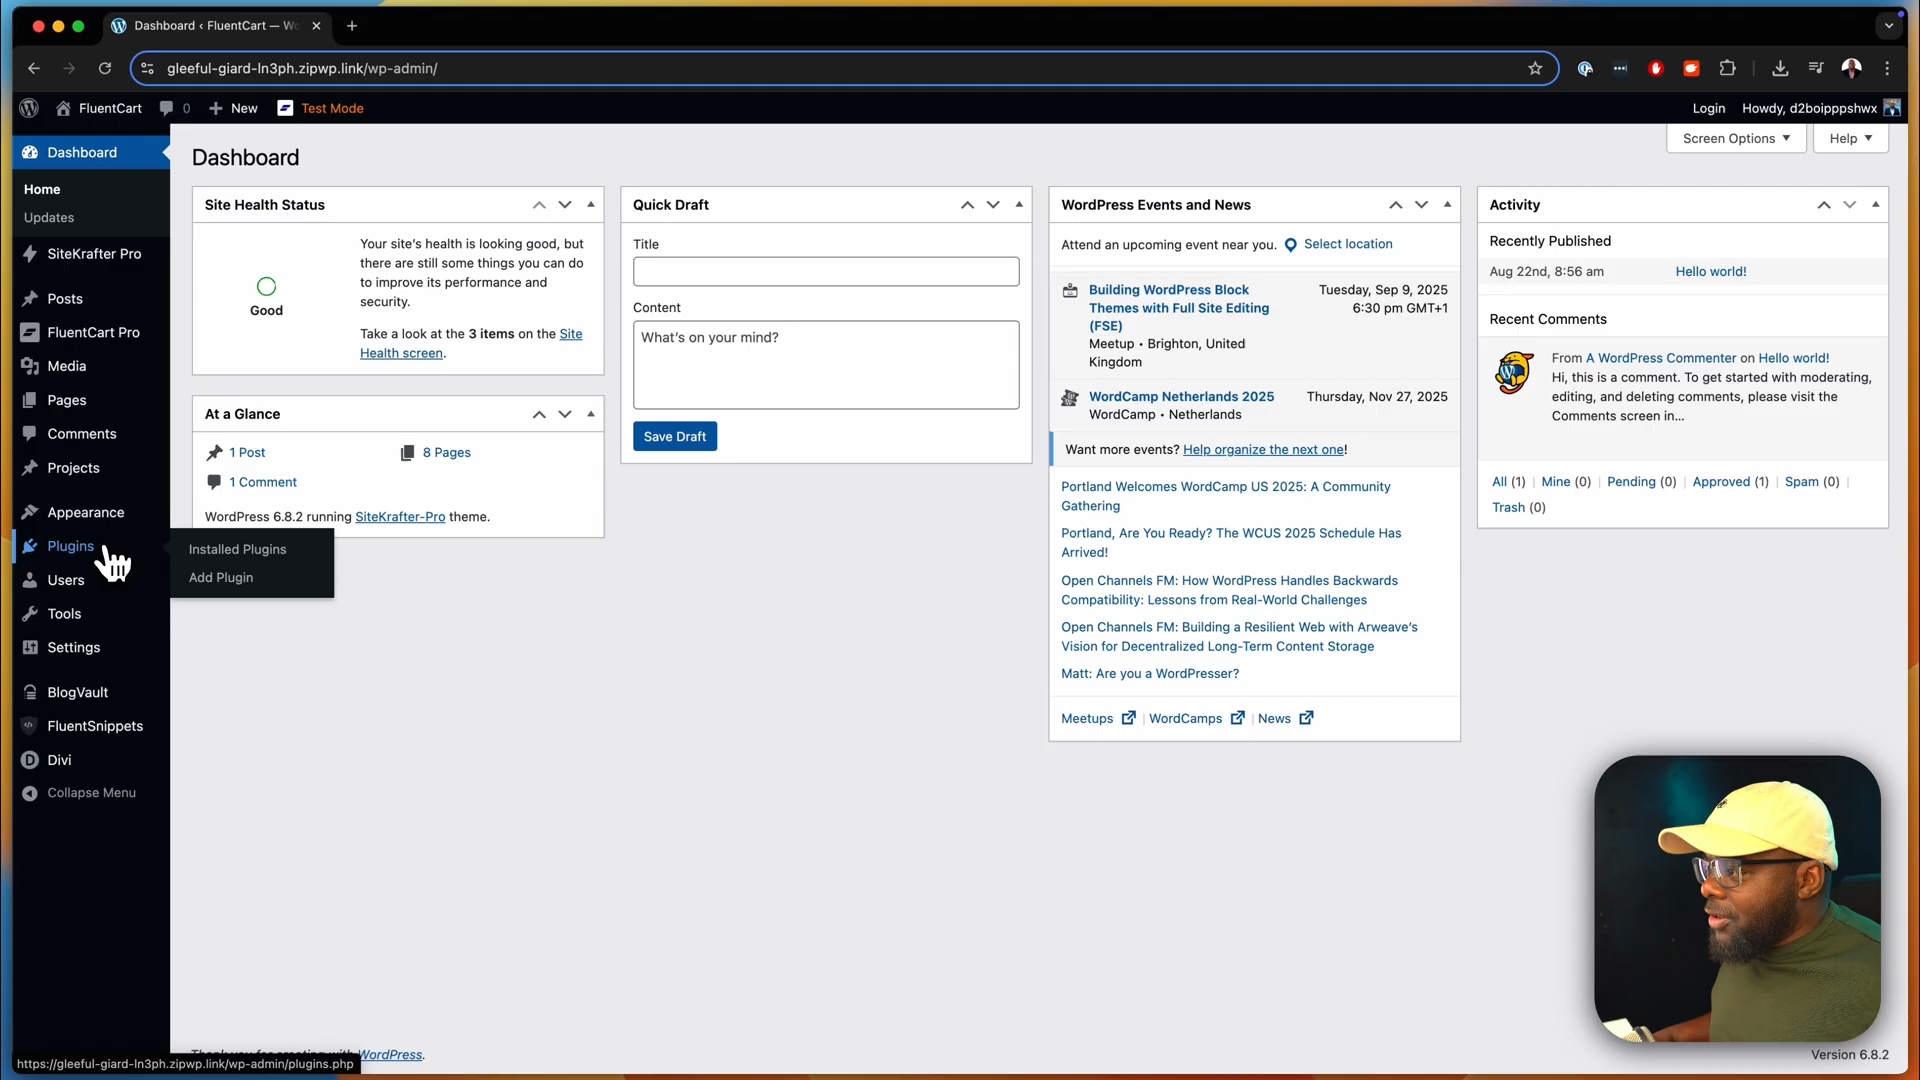 Dashboard ‹ FluentCart — Wo
gleeful-giard-ln3ph.zipwp.link/wp-admin/
FluentCart
0
New
Test Mode
Login
Howdy, d2boipppshwx
Dashboard
Home
Updates
SiteKrafter Pro
Posts
FluentCart Pro
Media
Pages
Comments
Projects
Appearance
Plugins
Users
Tools
Settings
BlogVault
FluentSnippets
Divi
Collapse Menu
Installed Plugins
Add Plugin
Dashboard
Screen Options
Help
Site Health Status
Good
Your site's health is looking good, but
there are still some things you can do
to improve its performance and
security.
Take a look at the 3 items on the Site
Health screen.
At a Glance
1 Post
8 Pages
1 Comment
WordPress 6.8.2 running SiteKrafter-Pro theme.
Quick Draft
Title
Content
What's on your mind?
Save Draft
WordPress Events and News
Attend an upcoming event near you.
Select location
Building WordPress Block
Themes with Full Site Editing
(FSE)
Meetup • Brighton, United
Kingdom
Tuesday, Sep 9, 2025
6:30 pm GMT+1
WordCamp Netherlands 2025
WordCamp • Netherlands
Thursday, Nov 27, 2025
Want more events? Help organize the next one!
Portland Welcomes WordCamp US 2025: A Community
Gathering
Portland, Are You Ready? The WCUS 2025 Schedule Has
Arrived!
Open Channels FM: How WordPress Handles Backwards
Compatibility: Lessons from Real-World Challenges
Open Channels FM: Building a Resilient Web with Arweave's
Vision for Decentralized Long-Term Content Storage
Matt: Are you a WordPresser?
Meetups | WordCamps | News
Activity
Recently Published
Aug 22nd, 8:56 am
Hello world!
Recent Comments
From A WordPress Commenter on Hello world!
Hi, this is a comment. To get started with moderating,
editing, and deleting comments, please visit the
Comments screen in...
All (1) | Mine (0) | Pending (0) | Approved (1) | Spam (0) |
Trash (0)
Thank you for creating with WordPress.
https://gleeful-giard-ln3ph.zipwp.link/wp-admin/plugins.php
Version 6.8.2